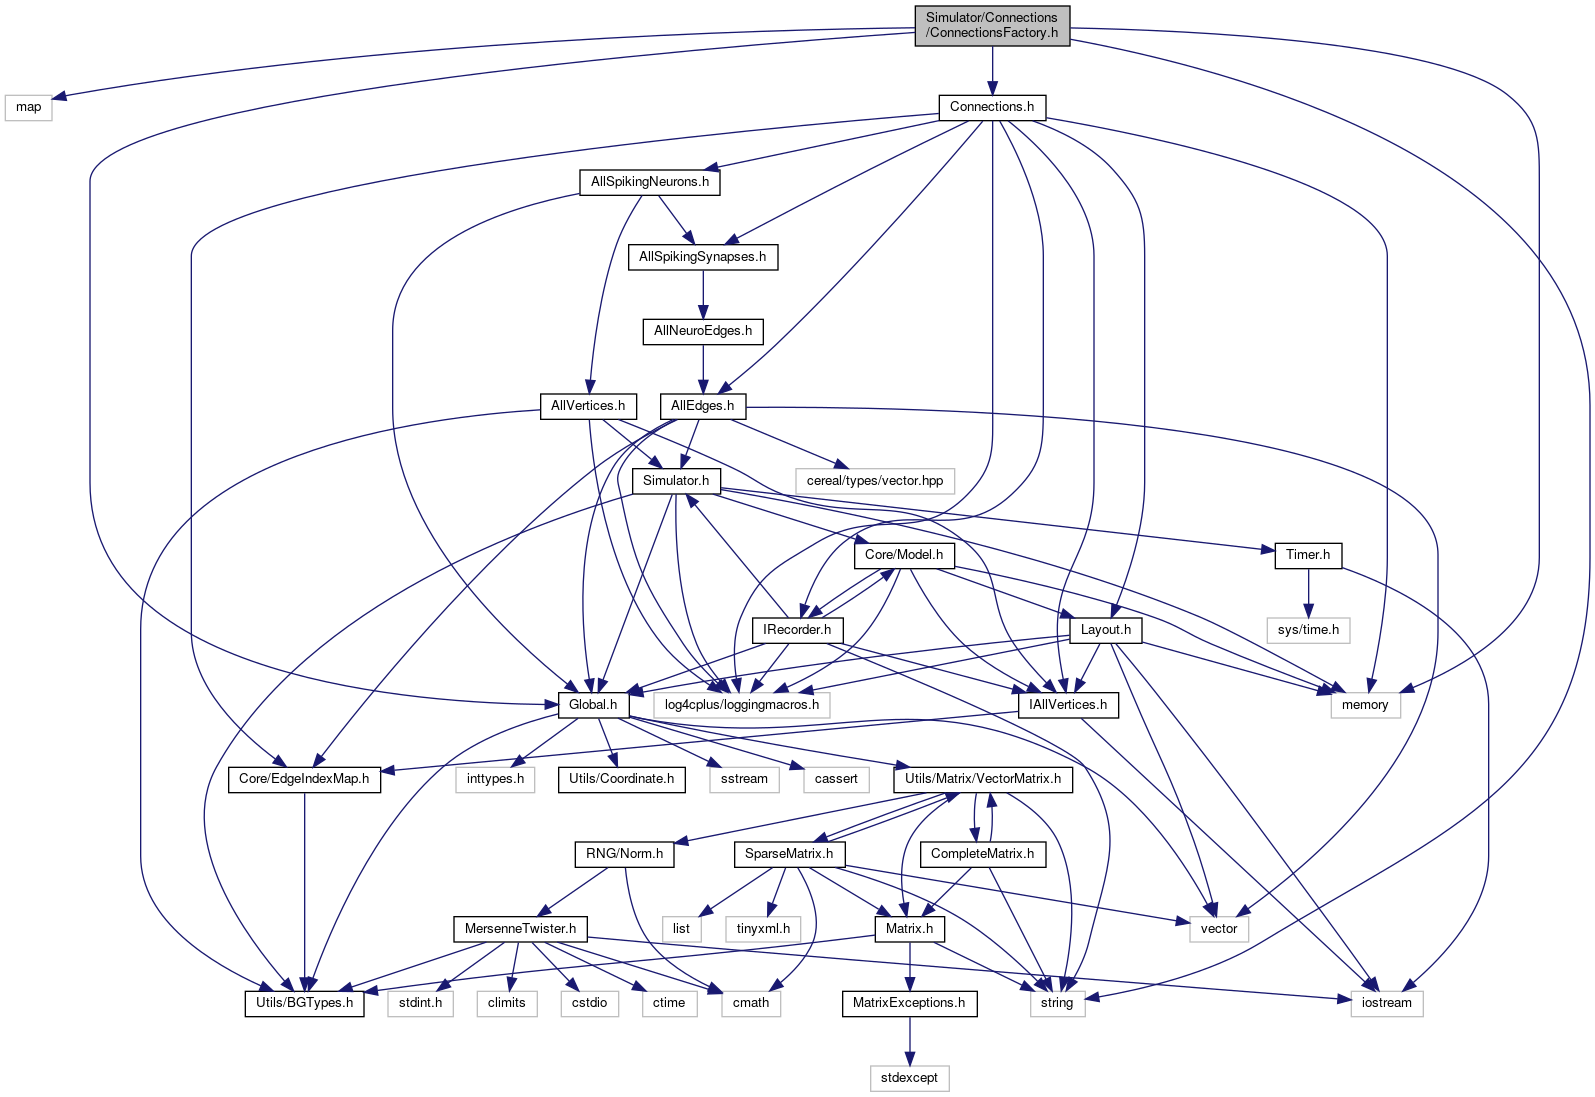 Simulator/Connections
/ConnectionsFactory.h
map
Connections.h
AllSpikingNeurons.h
AllSpikingSynapses.h
AllNeuroEdges.h
AllVertices.h
AllEdges.h
Simulator.h
cereal/types/vector.hpp
Core/Model.h
Timer.h
IRecorder.h
Layout.h
sys/time.h
Global.h
log4cplus/loggingmacros.h
IAllVertices.h
memory
Core/EdgeIndexMap.h
inttypes.h
Utils/Coordinate.h
sstream
cassert
Utils/Matrix/VectorMatrix.h
RNG/Norm.h
SparseMatrix.h
CompleteMatrix.h
MersenneTwister.h
list
tinyxml.h
Matrix.h
vector
Utils/BGTypes.h
stdint.h
climits
cstdio
ctime
cmath
MatrixExceptions.h
string
iostream
stdexcept